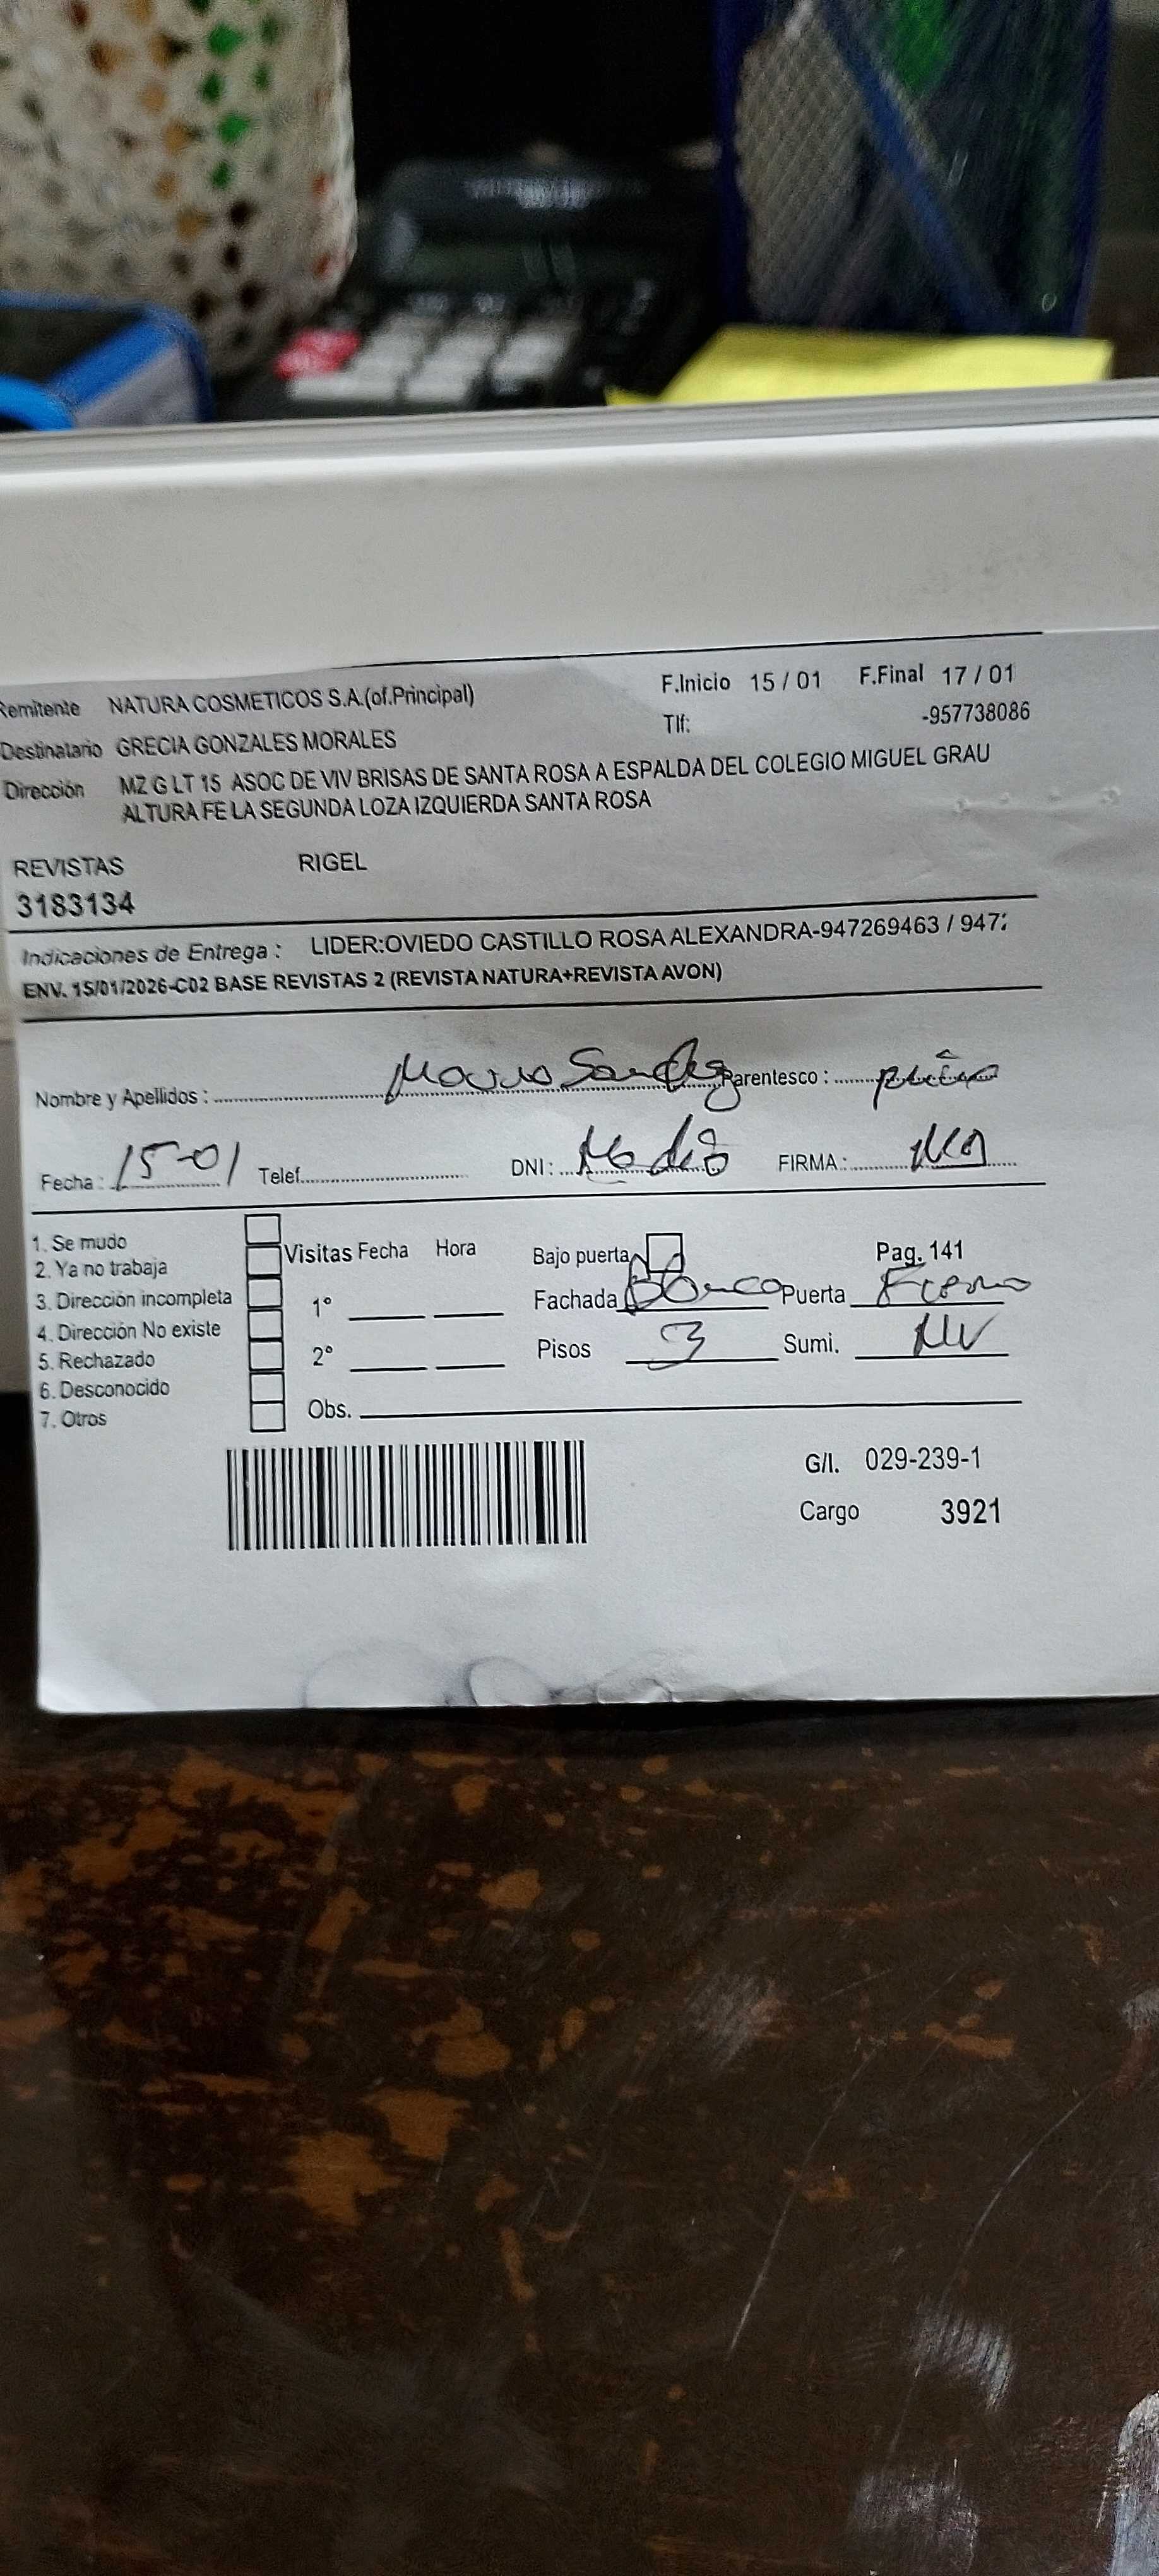 Remitente NATURA COSMETICOS S.A.(of.Principal) F.Inicio 15 / 01 F.Final 17 / 01
Destinatario GRECIA GONZALES MORALES Tlf: -957738086
Dirección MZ G LT 15 ASOC DE VIV BRISAS DE SANTA ROSA A ESPALDA DEL COLEGIO MIGUEL GRAU
ALTURA FE LA SEGUNDA LOZA IZQUIERDA SANTA ROSA
REVISTAS RIGEL
3183134
Indicaciones de Entrega : LIDER:OVIEDO CASTILLO ROSA ALEXANDRA-947269463 / 947
ENV. 15/01/2026-C02 BASE REVISTAS 2 (REVISTA NATURA+REVISTA AVON)
Nombre y Apellidos : Parentesco :
Fecha : 15-01 Telef. DNI : No dio FIRMA :
1. Se mudo
2. Ya no trabaja Visitas Fecha Hora Bajo puerta Pag. 141
3. Dirección incompleta 1° Fachada Blanco Puerta Fierro
4. Dirección No existe
5. Rechazado 2° Pisos 3 Sumi.
6. Desconocido
7. Otros Obs.
G/I. 029-239-1
Cargo 3921